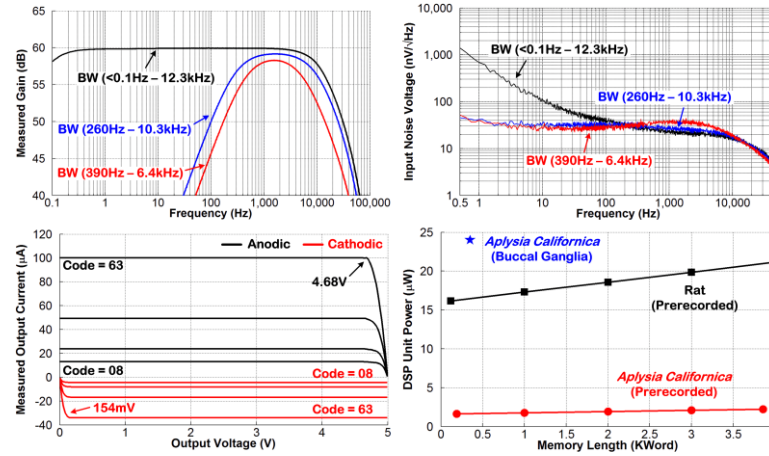 65
60
55
50
45
40
Measured Gain (dB)
BW (<0.1Hz – 12.3kHz)
BW (260Hz – 10.3kHz)
BW (390Hz – 6.4kHz)
0.1 1 10 100 1,000 10,000 100,000
Frequency (Hz)
10,000
1,000
100
10
1
Input Noise Voltage (nV/√Hz)
BW (<0.1Hz – 12.3kHz)
BW (260Hz – 10.3kHz)
BW (390Hz – 6.4kHz)
0.5 1 10 100 1,000 10,000
Frequency (Hz)
120
100
80
60
40
20
0
-20
-40
Measured Output Current (µA)
Anodic Cathodic
Code = 63
4.68V
Code = 08
Code = 08
Code = 63
154mV
0 1 2 3 4 5
Output Voltage (V)
25
20
15
10
5
0
DSP Unit Power (µW)
Aplysia Californica
(Buccal Ganglia)
Rat
(Prerecorded)
Aplysia Californica
(Prerecorded)
0 0.5 1 1.5 2 2.5 3 3.5
Memory Length (KWord)